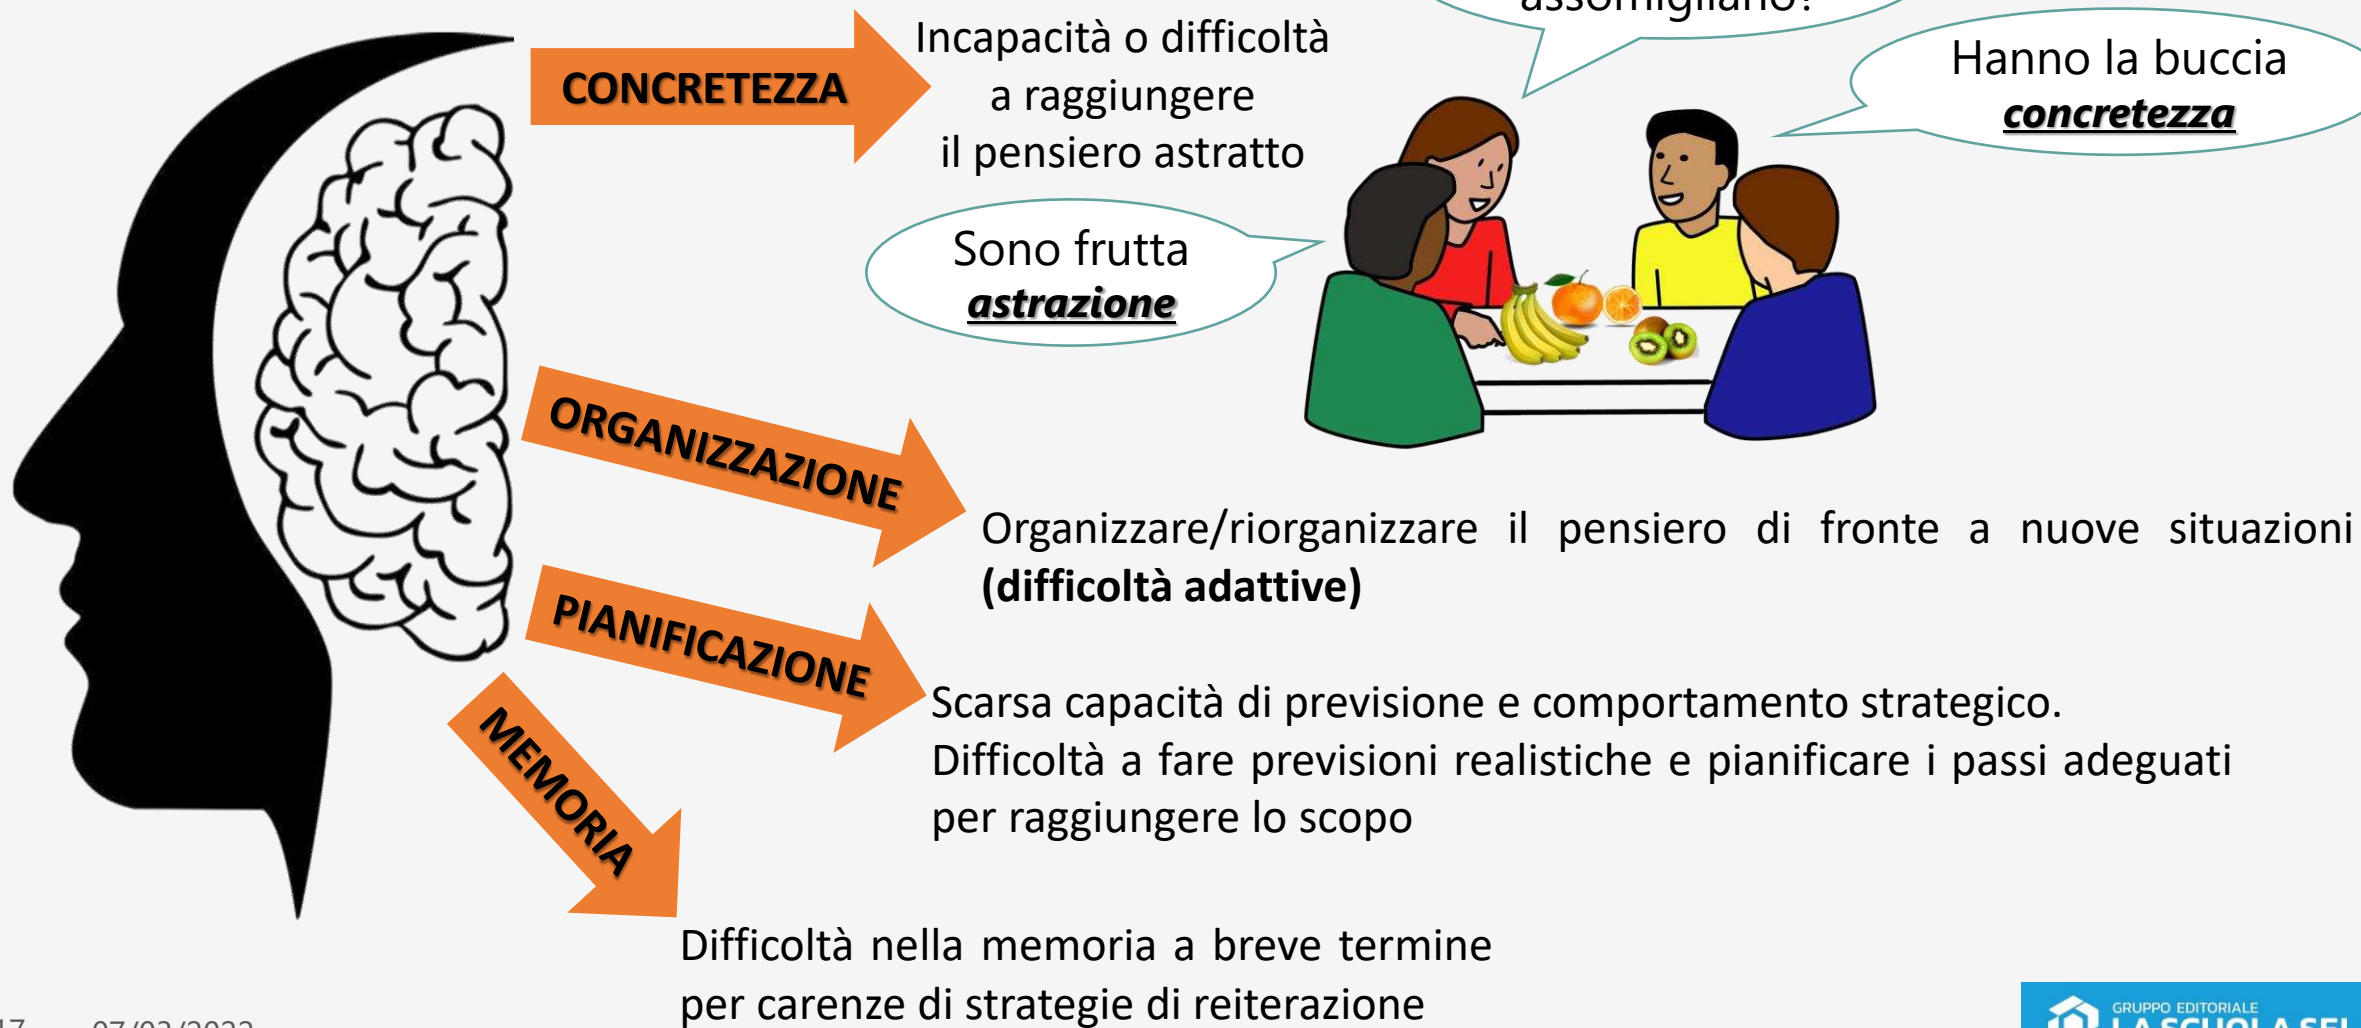 assomigliano?
Incapacità o difficoltà
a raggiungere
il pensiero astratto
CONCRETEZZA
Hanno la buccia
concretezza
Sono frutta
astrazione
ORGANIZZAZIONE
Organizzare/riorganizzare il pensiero di fronte a nuove situazioni
(difficoltà adattive)
PIANIFICAZIONE
Scarsa capacità di previsione e comportamento strategico.
Difficoltà a fare previsioni realistiche e pianificare i passi adeguati
per raggiungere lo scopo
MEMORIA
Difficoltà nella memoria a breve termine
per carenze di strategie di reiterazione
GRUPPO EDITORIALE
LA SCUOLA SEI